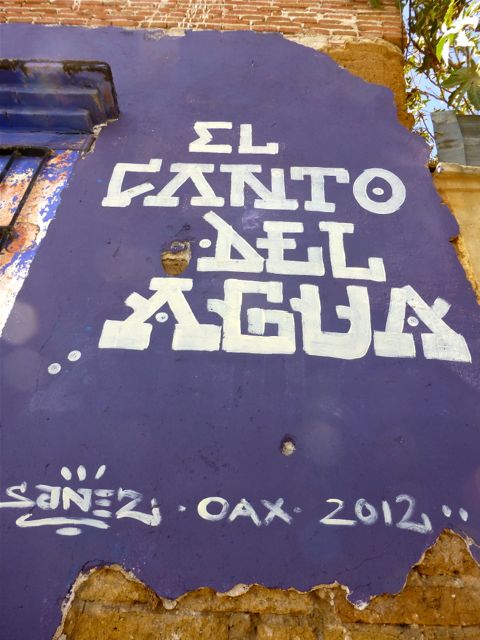 EL
CANTO
DEL
AGUA
SANEZ · OAX · 2012